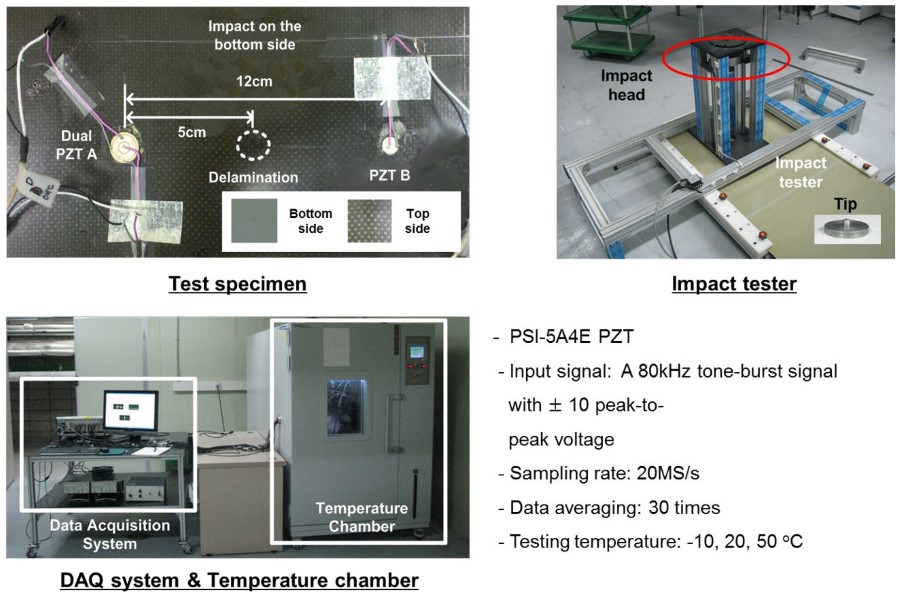 Impact on the
bottom side
12cm
5cm
Dual
PZT A
Delamination
PZT B
Bottom
side
Top
side
Test specimen
Impact
head
Impact
tester
Tip
Impact tester
Data Acquisition
System
Temperature
Chamber
DAQ system & Temperature chamber
- PSI-5A4E PZT
- Input signal: A 80kHz tone-burst signal
with ± 10 peak-to-
peak voltage
- Sampling rate: 20MS/s
- Data averaging: 30 times
- Testing temperature: -10, 20, 50 °C